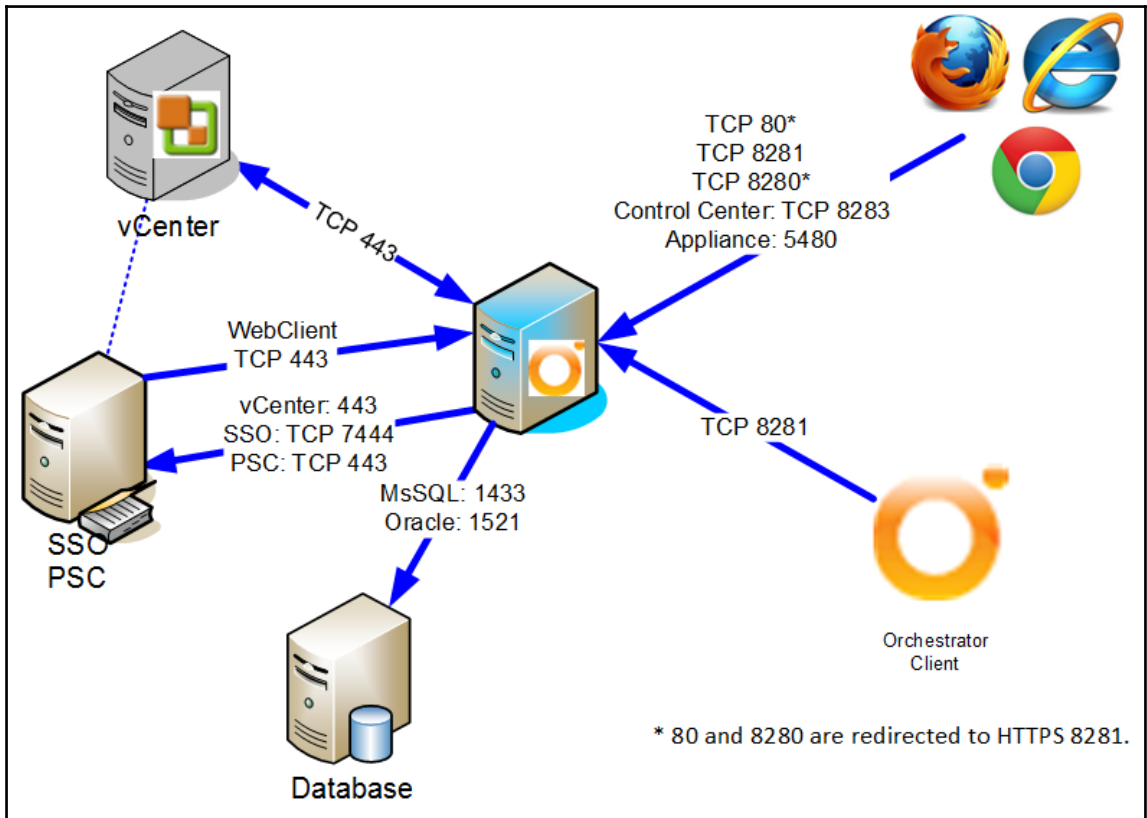 TCP 80*
TCP 8281
TCP 8280*
Control Center: TCP 8283
Appliance: 5480
vCenter
TCP 443
WebClient
TCP 443
vCenter: 443
SSO: TCP 7444
PSC: TCP 443
TCP 8281
MsSQL: 1433
Oracle: 1521
SSO
PSC
Orchestrator
Client
* 80 and 8280 are redirected to HTTPS 8281.
Database